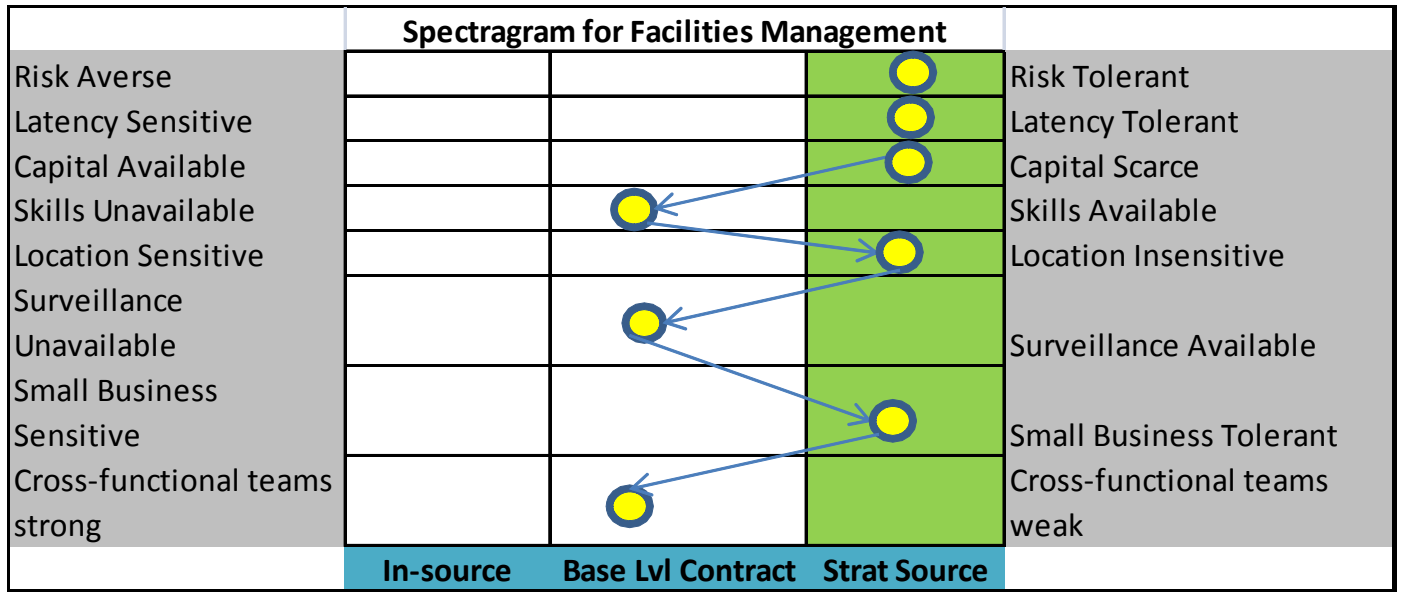 Spectragram for Facilities Management
Risk Averse
Risk Tolerant
Latency Sensitive
Latency Tolerant
Capital Available
Capital Scarce
Skills Unavailable
Skills Available
Location Sensitive
Location Insensitive
Surveillance
Unavailable
Surveillance Available
Small Business
Sensitive
Small Business Tolerant
Cross-functional teams
strong
Cross-functional teams
weak
In-source
Base Lvl Contract
Strat Source